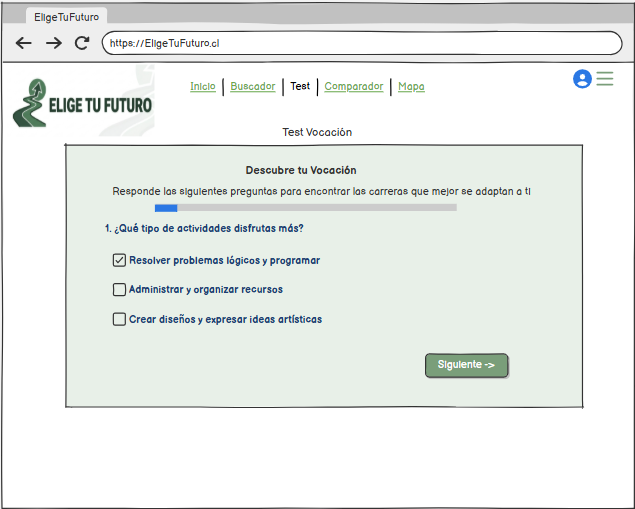 EligeTuFuturo
https://EligeTuFuturo.cl
ELIGE TU FUTURO
Inicio | Buscador | Test | Comparador | Mapa
Test Vocación
Descubre tu Vocación
Responde las siguientes preguntas para encontrar las carreras que mejor se adaptan a ti
1. ¿Qué tipo de actividades disfrutas más?
Resolver problemas lógicos y programar
Administrar y organizar recursos
Crear diseños y expresar ideas artísticas
Siguiente ->